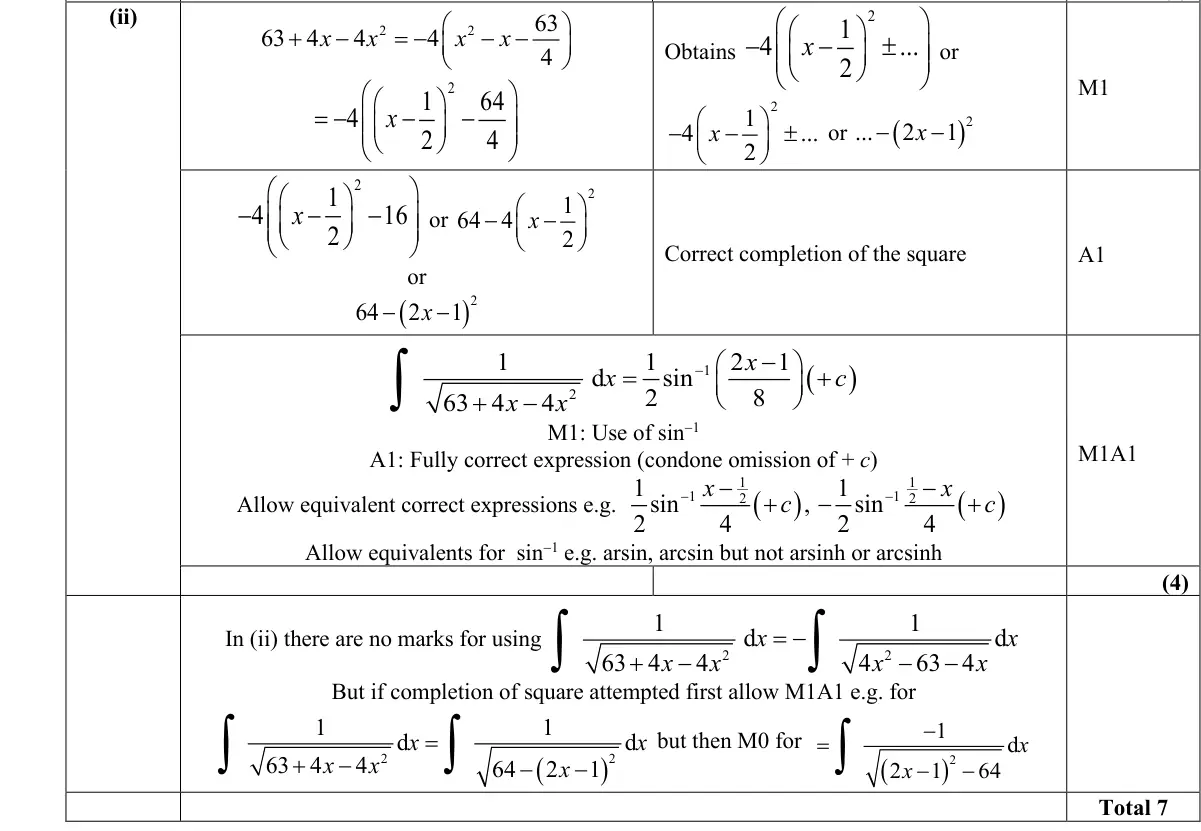 (ii)
63 + 4x − 4x² = −4(x² − x − 63/4)
= −4((x − 1/2)² − 64/4)
Obtains −4((x − 1/2)² ± ...) or
−4(x − 1/2)² ± ... or ... − (2x − 1)²
M1
−4((x − 1/2)² − 16) or 64 − 4(x − 1/2)²
or
64 − (2x − 1)²
Correct completion of the square
A1
∫ 1/√(63 + 4x − 4x²) dx = 1/2 sin⁻¹((2x − 1)/8) (+ c)
M1: Use of sin⁻¹
A1: Fully correct expression (condone omission of + c)
Allow equivalent correct expressions e.g. 1/2 sin⁻¹ (x − 1/2)/4 (+ c), −1/2 sin⁻¹ (1/2 − x)/4 (+ c)
Allow equivalents for sin⁻¹ e.g. arsin, arcsin but not arsinh or arcsinh
M1A1
(4)
In (ii) there are no marks for using ∫ 1/√(63 + 4x − 4x²) dx = −∫ 1/√(4x² − 63 − 4x) dx
But if completion of square attempted first allow M1A1 e.g. for
∫ 1/√(63 + 4x − 4x²) dx = ∫ 1/√(64 − (2x − 1)²) dx but then M0 for = ∫ −1/√((2x − 1)² − 64) dx
Total 7